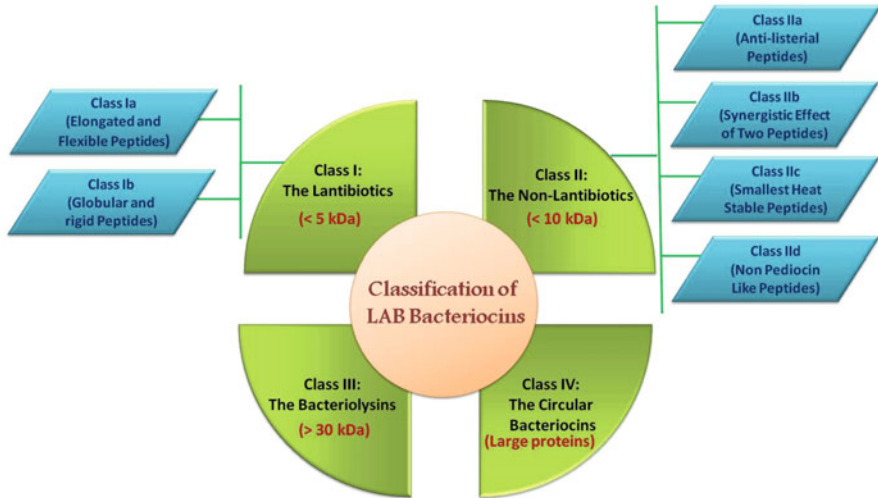 Class Ia
(Elongated and
Flexible Peptides)
Class Ib
(Globular and
rigid Peptides)
Class I:
The Lantibiotics
(< 5 kDa)
Class II:
The Non-Lantibiotics
(< 10 kDa)
Class IIa
(Anti-listerial
Peptides)
Class IIb
(Synergistic Effect
of Two Peptides)
Class IIc
(Smallest Heat
Stable Peptides)
Class IId
(Non Pediocin
Like Peptides)
Classification of
LAB Bacteriocins
Class III:
The Bacteriolysins
(> 30 kDa)
Class IV:
The Circular
Bacteriocins
(Large proteins)